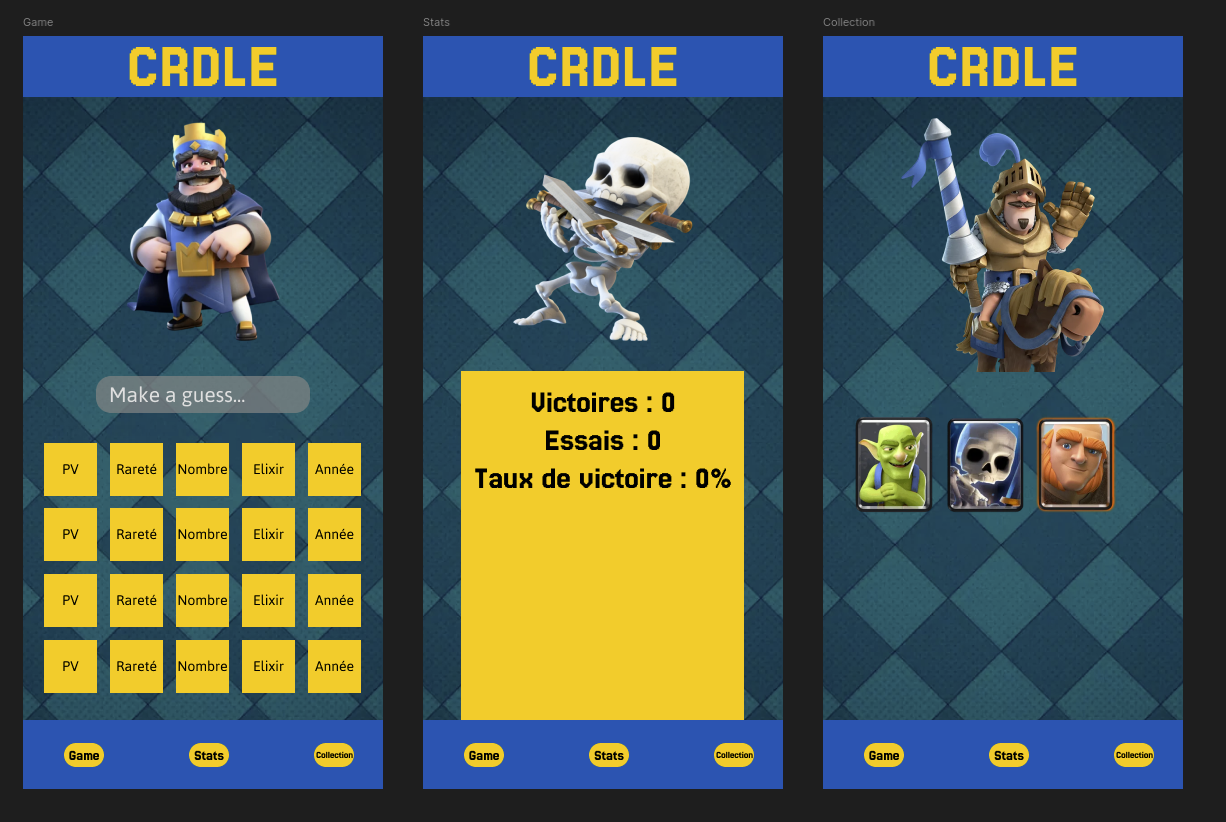 Game
CRDLE
Make a guess...
PV Rareté Nombre Elixir Année
PV Rareté Nombre Elixir Année
PV Rareté Nombre Elixir Année
PV Rareté Nombre Elixir Année
Game Stats Collection
Stats
CRDLE
Victoires : 0
Essais : 0
Taux de victoire : 0%
Game Stats Collection
Collection
CRDLE
Game Stats Collection